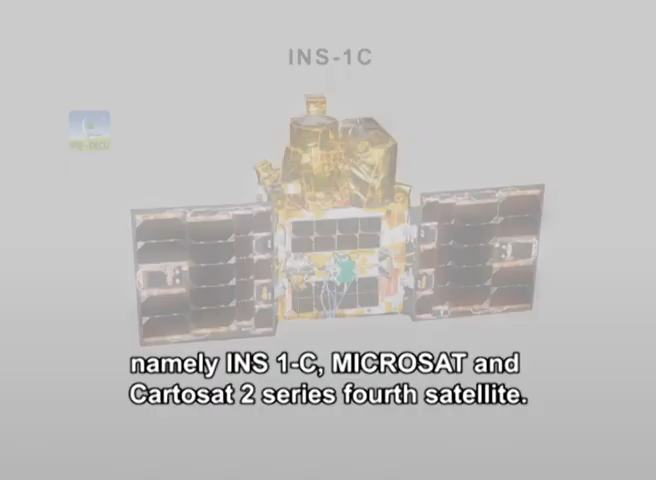 INS-1C
namely INS 1-C, MICROSAT and
Cartosat 2 series fourth satellite.